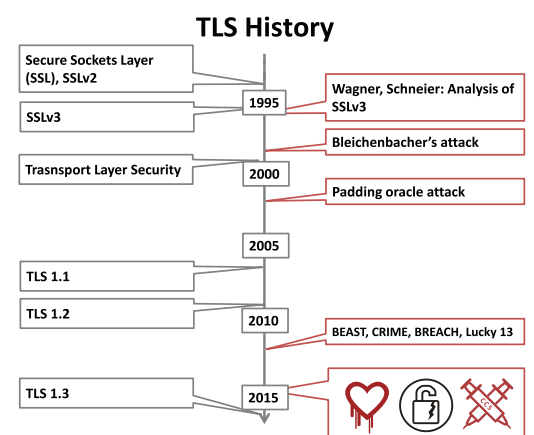 TLS History
Secure Sockets Layer
(SSL), SSLv2
1995
Wagner, Schneier: Analysis of
SSLv3
SSLv3
Bleichenbacher's attack
Trasnsport Layer Security
2000
Padding oracle attack
2005
TLS 1.1
TLS 1.2
2010
BEAST, CRIME, BREACH, Lucky 13
TLS 1.3
2015
CCS